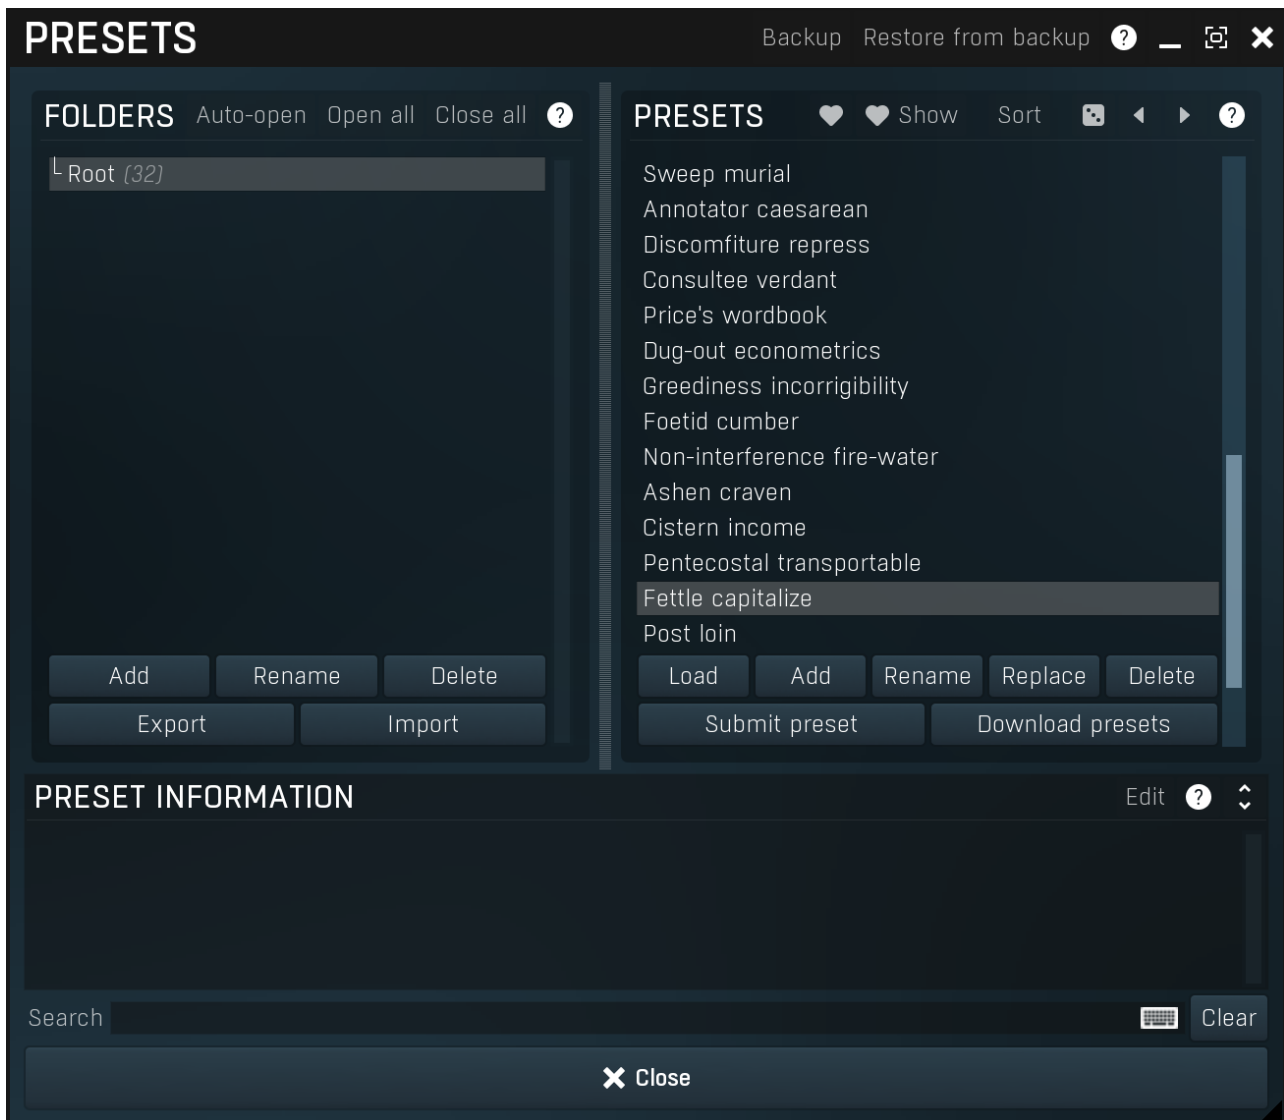 PRESETS Backup Restore from backup ?
FOLDERS Auto-open Open all Close all ?
Root (32)
Add Rename Delete
Export Import
PRESETS Show Sort ?
Sweep murial
Annotator caesarean
Discomfiture repress
Consultee verdant
Price's wordbook
Dug-out econometrics
Greediness incorrigibility
Foetid cumber
Non-interference fire-water
Ashen craven
Cistern income
Pentecostal transportable
Fettle capitalize
Post loin
Load Add Rename Replace Delete
Submit preset Download presets
PRESET INFORMATION Edit ?
Search Clear
Close